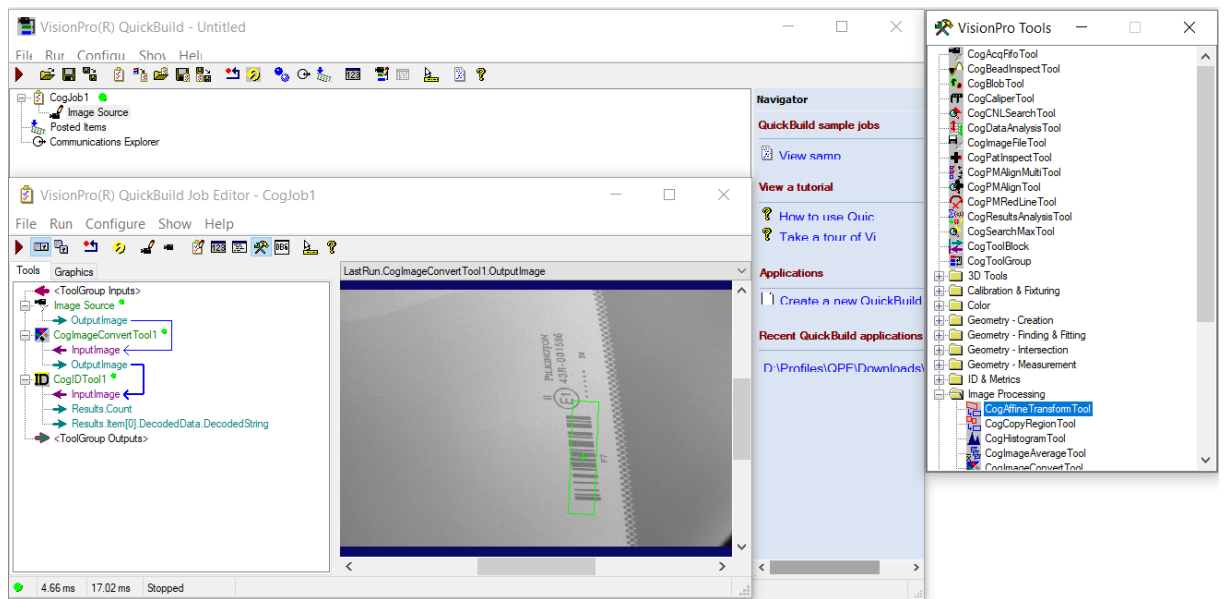 VisionPro(R) QuickBuild - Untitled
File Run Configu Show Help
CogJob1
Image Source
Posted Items
Communications Explorer
Navigator
QuickBuild sample jobs
View samp
View a tutorial
How to use Quic
Take a tour of Vi
Applications
Create a new QuickBuild
Recent QuickBuild applications
D:\Profiles\QPE\Downloads\
VisionPro(R) QuickBuild Job Editor - CogJob1
File Run Configure Show Help
Tools Graphics
<ToolGroup Inputs>
Image Source
OutputImage
CogImageConvertTool1
InputImage
OutputImage
ID CogIDTool1
InputImage
Results.Count
Results.Item[0].DecodedData.DecodedString
<ToolGroup Outputs>
LastRun.CogImageConvertTool1.OutputImage
II PILKINGTON
E1 43R-001586
F7
4.66 ms 17.02 ms Stopped
VisionPro Tools
CogAcqFifoTool
CogBeadInspectTool
CogBlobTool
CogCaliperTool
CogCNLSearchTool
CogDataAnalysisTool
CogImageFileTool
CogPatInspectTool
CogPMAlignMultiTool
CogPMAlignTool
CogPMRedLineTool
CogResultsAnalysisTool
CogSearchMaxTool
CogToolBlock
CogToolGroup
3D Tools
Calibration & Fixturing
Color
Geometry - Creation
Geometry - Finding & Fitting
Geometry - Intersection
Geometry - Measurement
ID & Metrics
Image Processing
CogAffineTransformTool
CogCopyRegionTool
CogHistogramTool
CogImageAverageTool
CogImageConvertTool